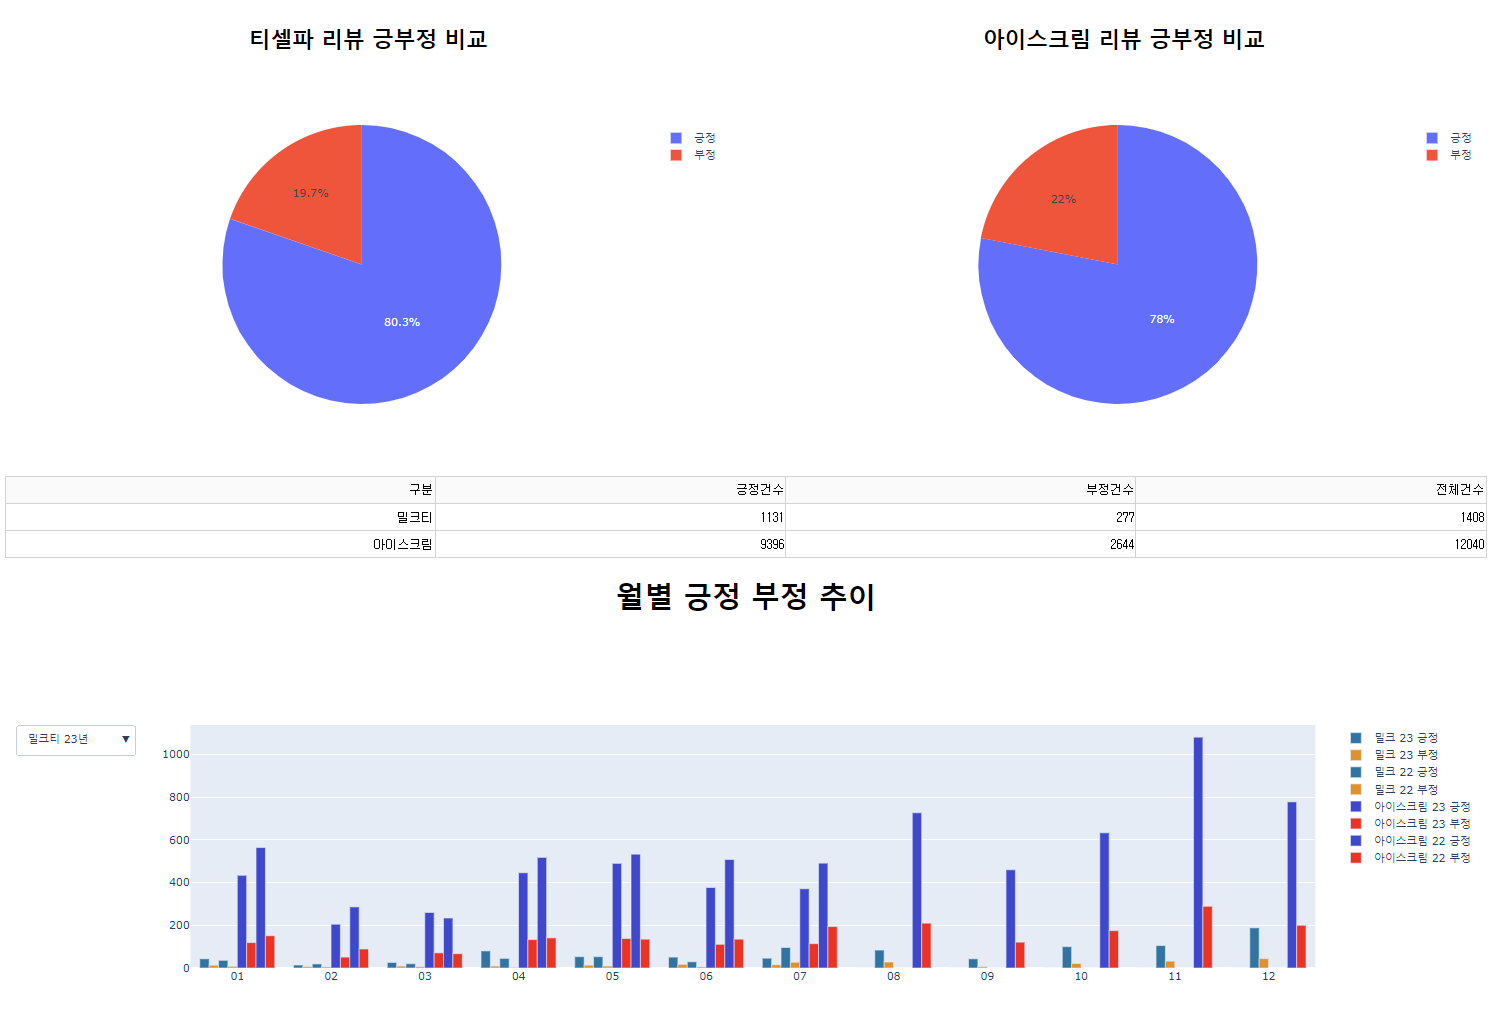 티셀파 리뷰 긍부정 비교
긍정
부정
19.7%
80.3%
아이스크림 리뷰 긍부정 비교
긍정
부정
22%
78%
구분 긍정건수 부정건수 전체건수
밀크티 1131 277 1408
아이스크림 9396 2644 12040
월별 긍정 부정 추이
밀크티 23년 ▼
1000
800
600
400
200
0
01 02 03 04 05 06 07 08 09 10 11 12
밀크 23 긍정
밀크 23 부정
밀크 22 긍정
밀크 22 부정
아이스크림 23 긍정
아이스크림 23 부정
아이스크림 22 긍정
아이스크림 22 부정